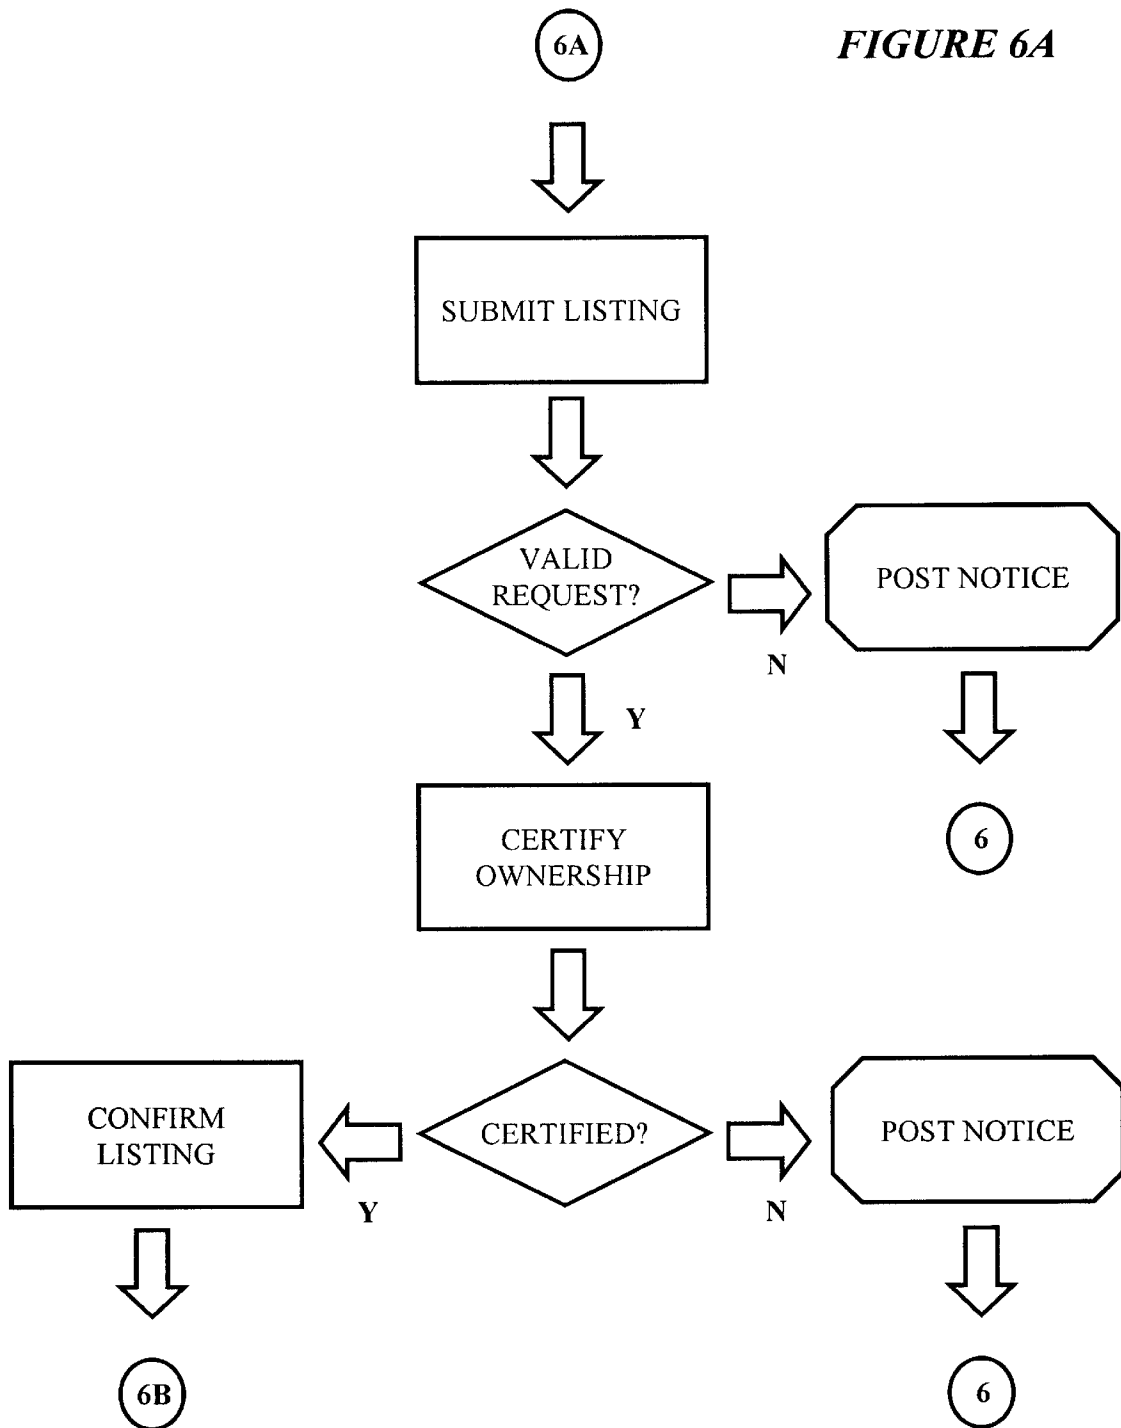 6A
FIGURE 6A
SUBMIT LISTING
VALID
REQUEST?
POST NOTICE
N
Y
6
CERTIFY
OWNERSHIP
CONFIRM
LISTING
CERTIFIED?
POST NOTICE
Y
N
6B
6